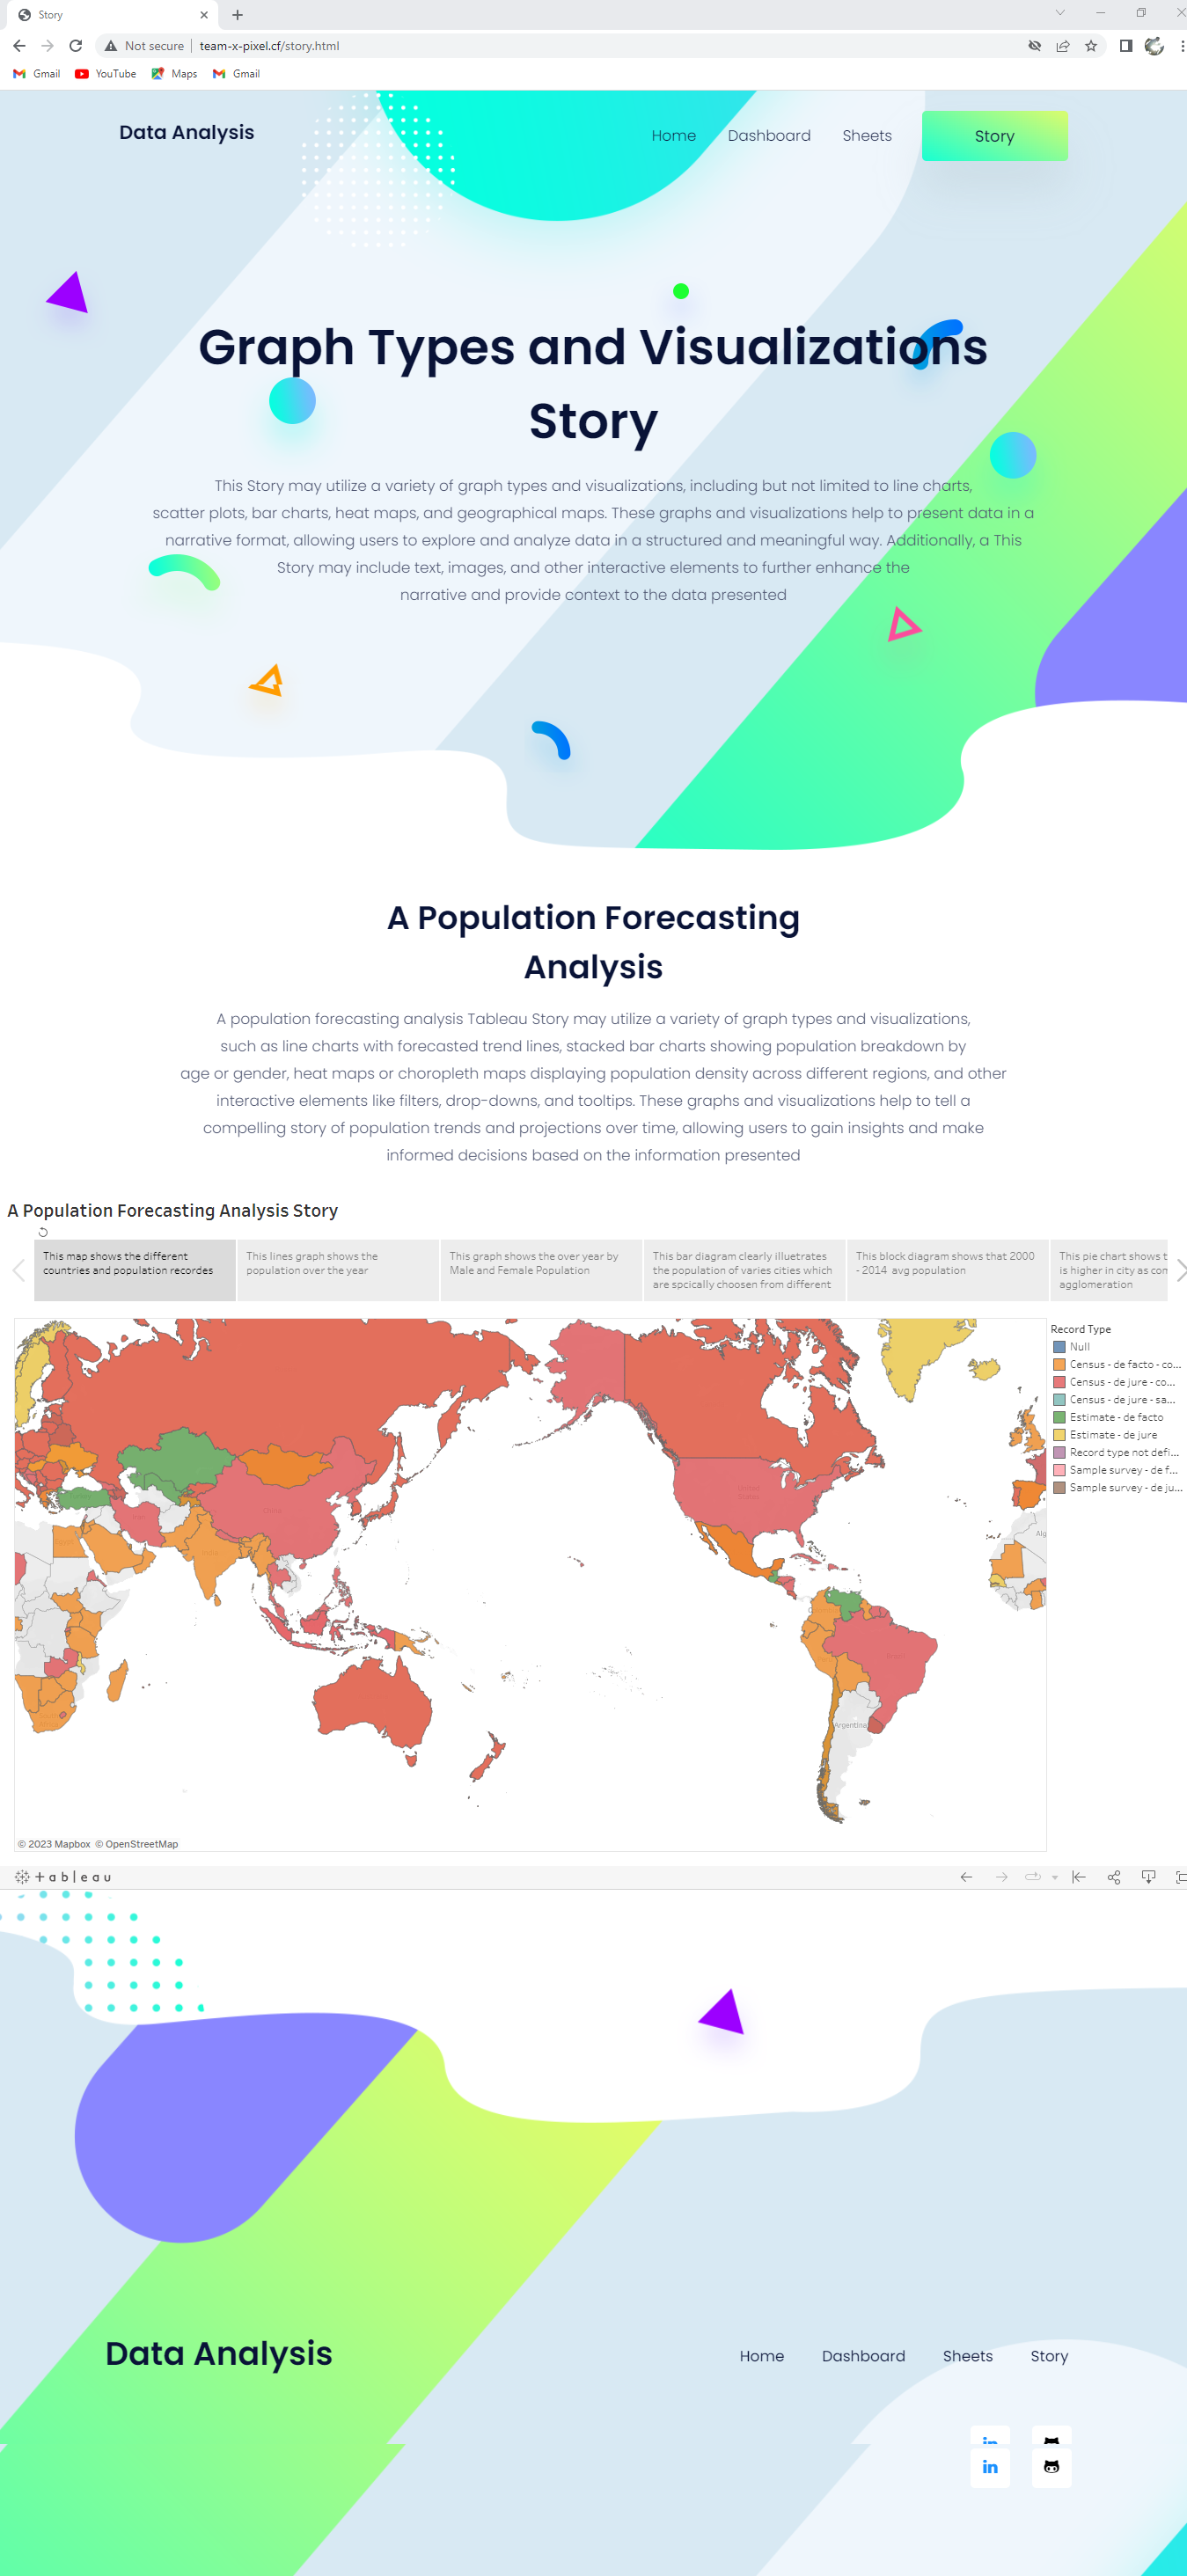 Story
Not secure
team-x-pixel.cf/story.html
Gmail
YouTube
Maps
Gmail
Data Analysis
Home
Dashboard
Sheets
Story
Graph Types and Visualizations
Story
This Story may utilize a variety of graph types and visualizations, including but not limited to line charts,
scatter plots, bar charts, heat maps, and geographical maps. These graphs and visualizations help to present data in a
narrative format, allowing users to explore and analyze data in a structured and meaningful way. Additionally, a This
Story may include text, images, and other interactive elements to further enhance the
narrative and provide context to the data presented
A Population Forecasting
Analysis
A population forecasting analysis Tableau Story may utilize a variety of graph types and visualizations,
such as line charts with forecasted trend lines, stacked bar charts showing population breakdown by
age or gender, heat maps or choropleth maps displaying population density across different regions, and other
interactive elements like filters, drop-downs, and tooltips. These graphs and visualizations help to tell a
compelling story of population trends and projections over time, allowing users to gain insights and make
informed decisions based on the information presented
A Population Forecasting Analysis Story
This map shows the different
countries and population recordes
This lines graph shows the
population over the year
This graph shows the over year by
Male and Female Population
This bar diagram clearly illuetrates
the population of varies cities which
are spcically choosen from different
This block diagram shows that 2000
- 2014 avg population
This pie chart shows t
is higher in city as com
agglomeration
Record Type
Null
Census - de facto - co...
Census - de jure - co...
Census - de jure - sa...
Estimate - de facto
Estimate - de jure
Record type not defi...
Sample survey - de f...
Sample survey - de ju...
China
United
States
Brazil
Argentina
© 2023 Mapbox © OpenStreetMap
+ableau
Data Analysis
Home
Dashboard
Sheets
Story
in
in